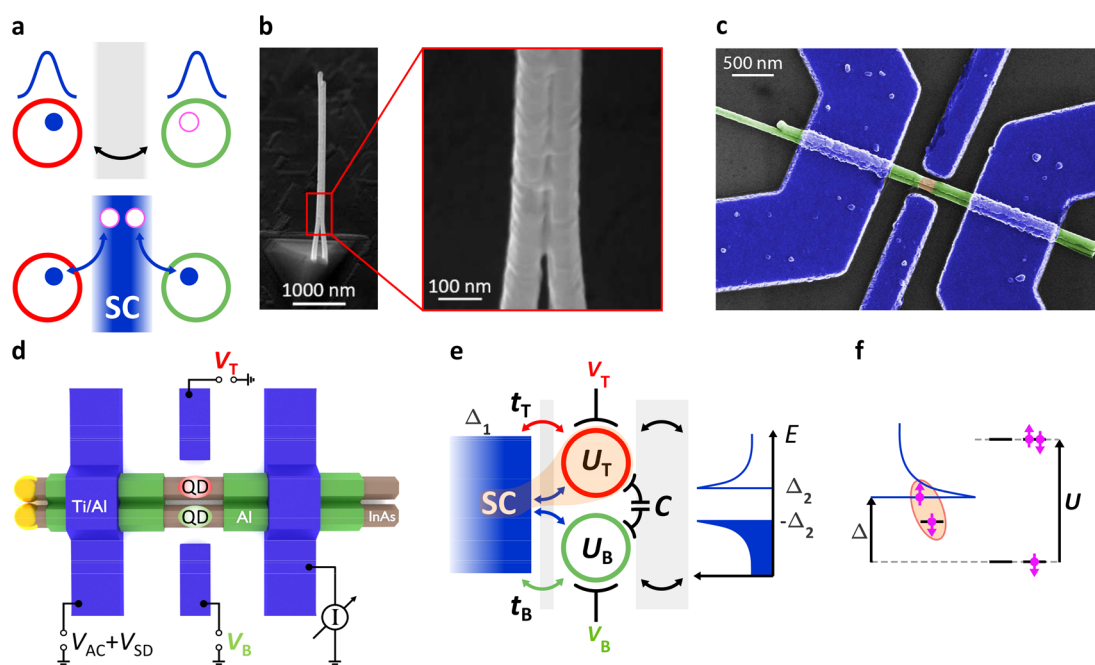 a
SC
b
1000 nm
100 nm
c
500 nm
d
V_T
Ti/Al
QD
QD
Al
InAs
V_AC+V_SD
V_B
I
e
V_T
t_T
Δ_1
U_T
SC
C
U_B
t_B
V_B
E
Δ_2
-Δ_2
f
Δ
U